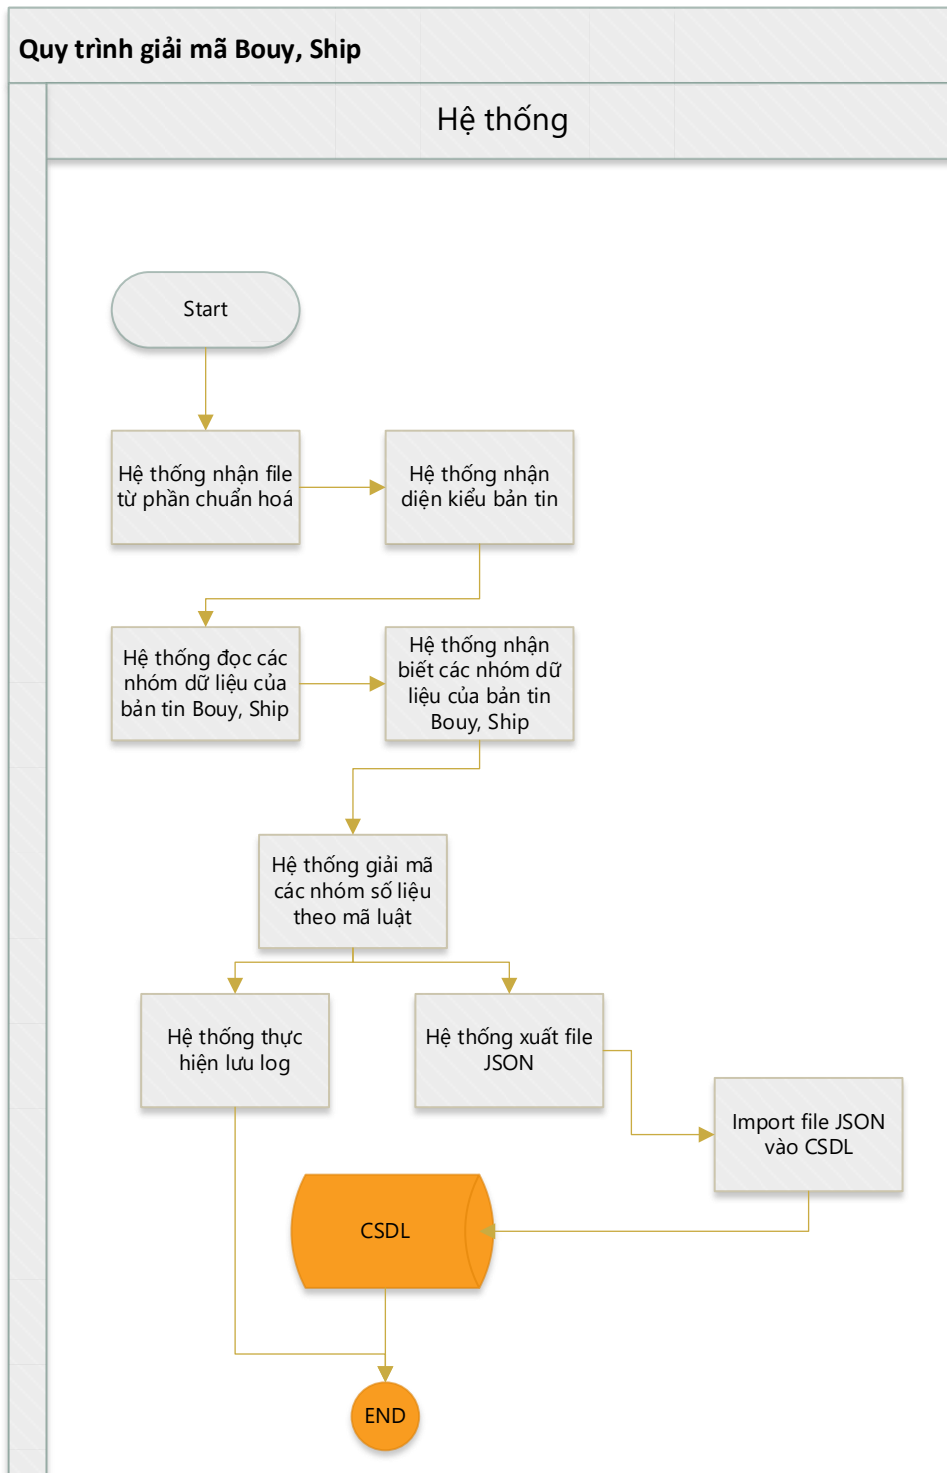 Quy trình giải mã Bouy, Ship
Hệ thống
Start
Hệ thống nhận file
từ phần chuẩn hoá
Hệ thống nhận
diện kiểu bản tin
Hệ thống đọc các
nhóm dữ liệu của
bản tin Bouy, Ship
Hệ thống nhận
biết các nhóm dữ
liệu của bản tin
Bouy, Ship
Hệ thống giải mã
các nhóm số liệu
theo mã luật
Hệ thống thực
hiện lưu log
Hệ thống xuất file
JSON
Import file JSON
vào CSDL
CSDL
END